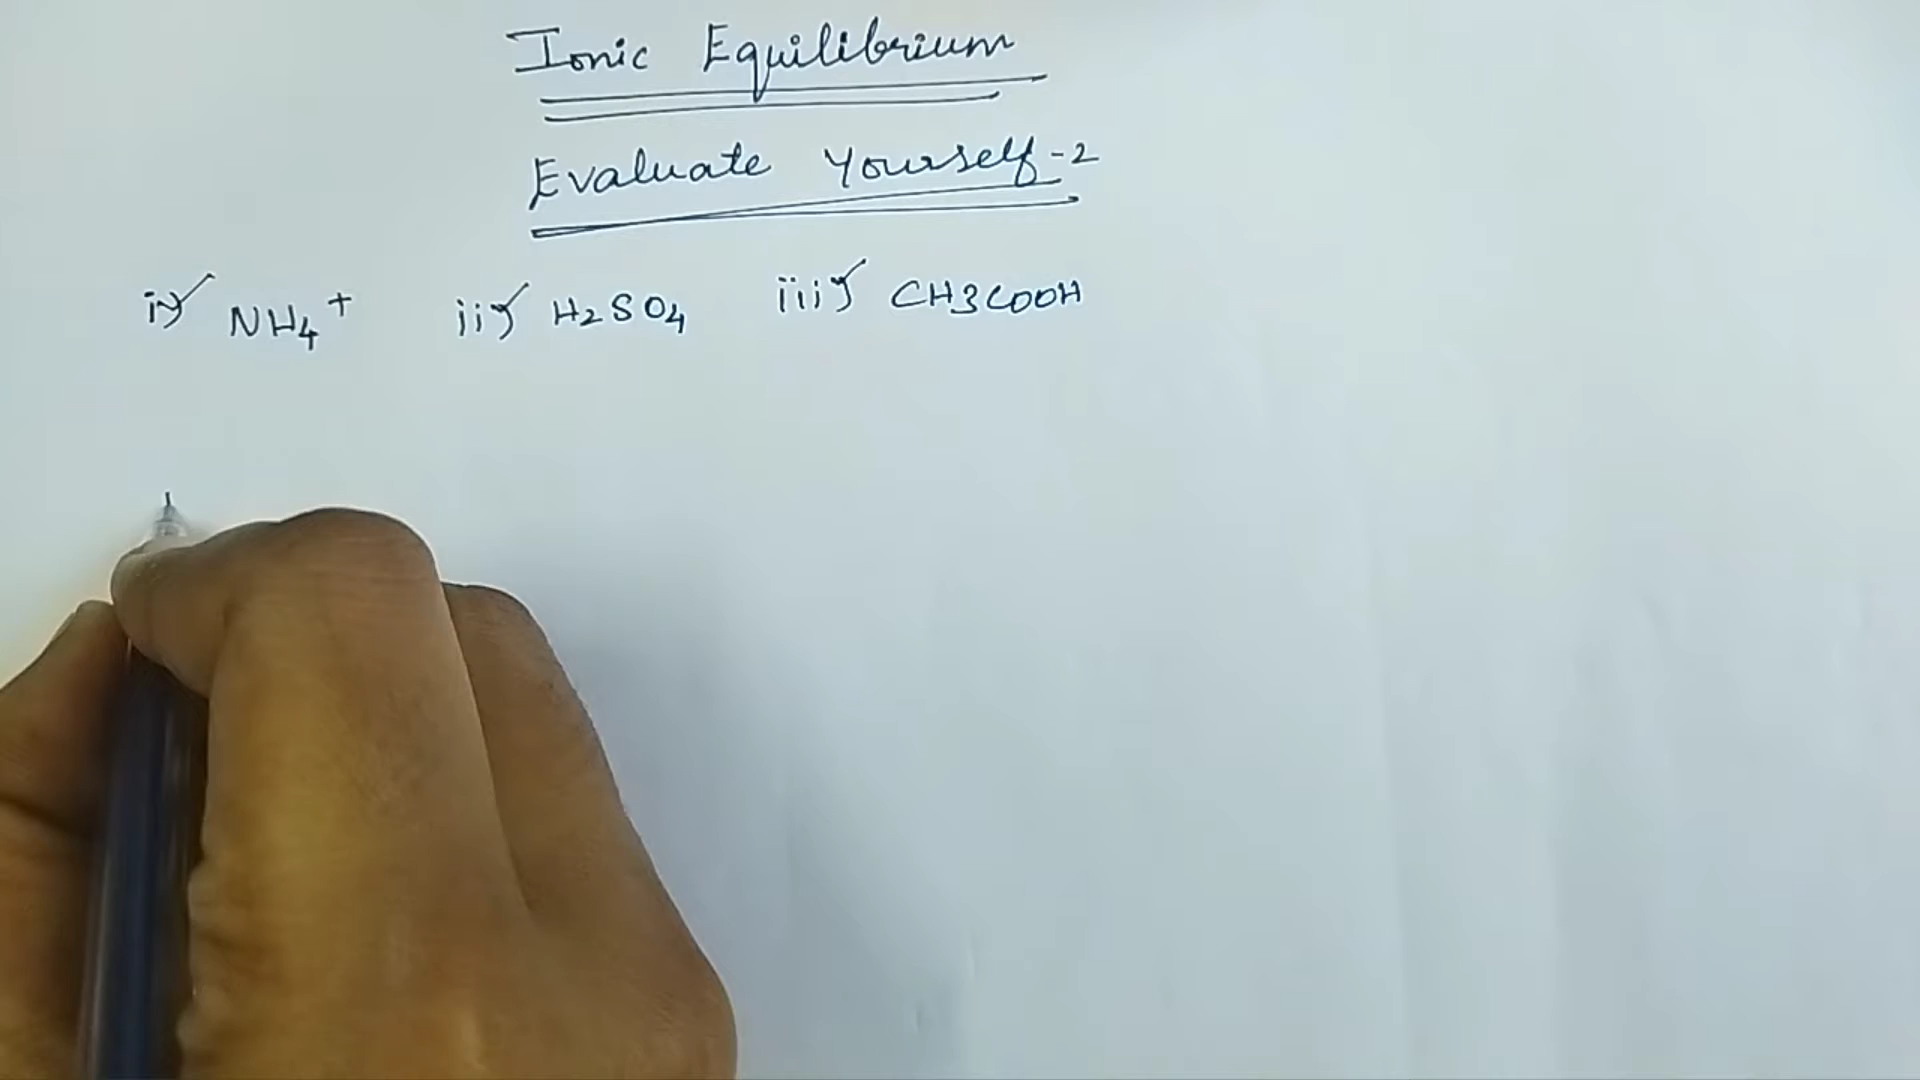 Ionic Equilibrium
Evaluate Yourself-2
i) NH4+ ii) H2SO4 iii) CH3COOH